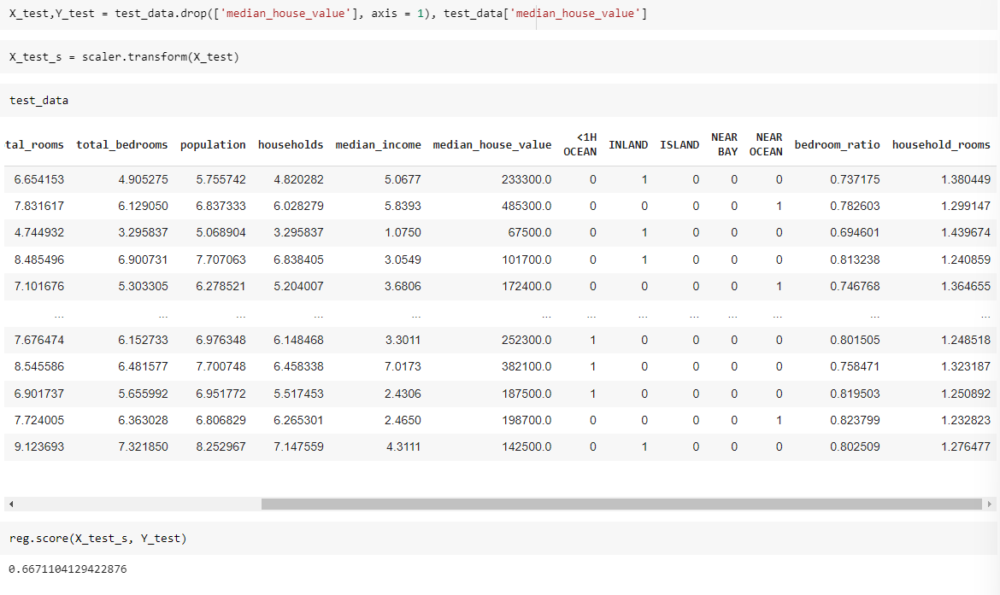 X_test,Y_test = test_data.drop(['median_house_value'], axis = 1), test_data['median_house_value']
X_test_s = scaler.transform(X_test)
test_data
tal_rooms total_bedrooms population households median_income median_house_value <1H OCEAN INLAND ISLAND NEAR BAY NEAR OCEAN bedroom_ratio household_rooms
6.654153 4.905275 5.755742 4.820282 5.0677 233300.0 0 1 0 0 0 0.737175 1.380449
7.831617 6.129050 6.837333 6.028279 5.8393 485300.0 0 0 0 0 1 0.782603 1.299147
4.744932 3.295837 5.068904 3.295837 1.0750 67500.0 0 1 0 0 0 0.694601 1.439674
8.485496 6.900731 7.707063 6.838405 3.0549 101700.0 0 1 0 0 0 0.813238 1.240859
7.101676 5.303305 6.278521 5.204007 3.6806 172400.0 0 0 0 0 1 0.746768 1.364655
... ... ... ... ... ... ... ... ... ... ... ... ...
7.676474 6.152733 6.976348 6.148468 3.3011 252300.0 1 0 0 0 0 0.801505 1.248518
8.545586 6.481577 7.700748 6.458338 7.0173 382100.0 1 0 0 0 0 0.758471 1.323187
6.901737 5.655992 6.951772 5.517453 2.4306 187500.0 1 0 0 0 0 0.819503 1.250892
7.724005 6.363028 6.806829 6.265301 2.4650 198700.0 0 0 0 0 1 0.823799 1.232823
9.123693 7.321850 8.252967 7.147559 4.3111 142500.0 0 1 0 0 0 0.802509 1.276477
reg.score(X_test_s, Y_test)
0.6671104129422876